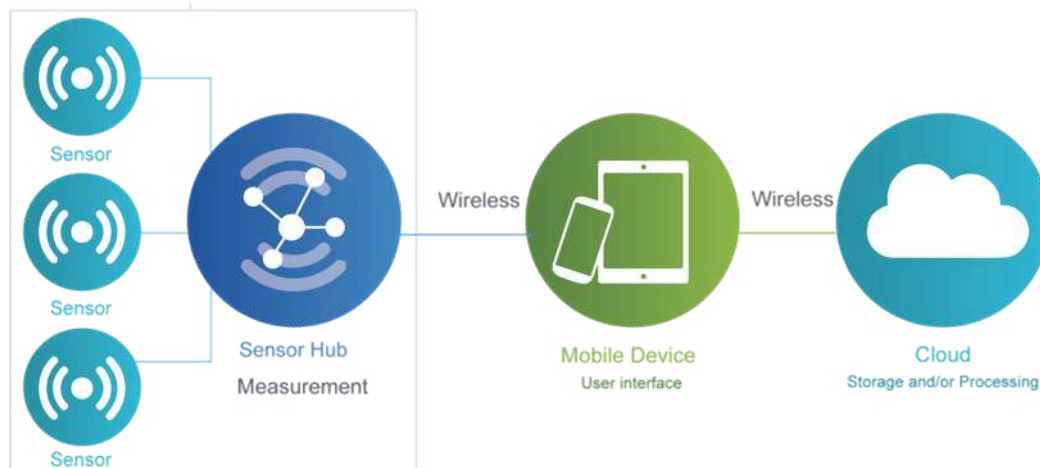 Sensor
Sensor
Sensor
Sensor Hub
Measurement
Wireless
Mobile Device
User interface
Wireless
Cloud
Storage and/or Processing